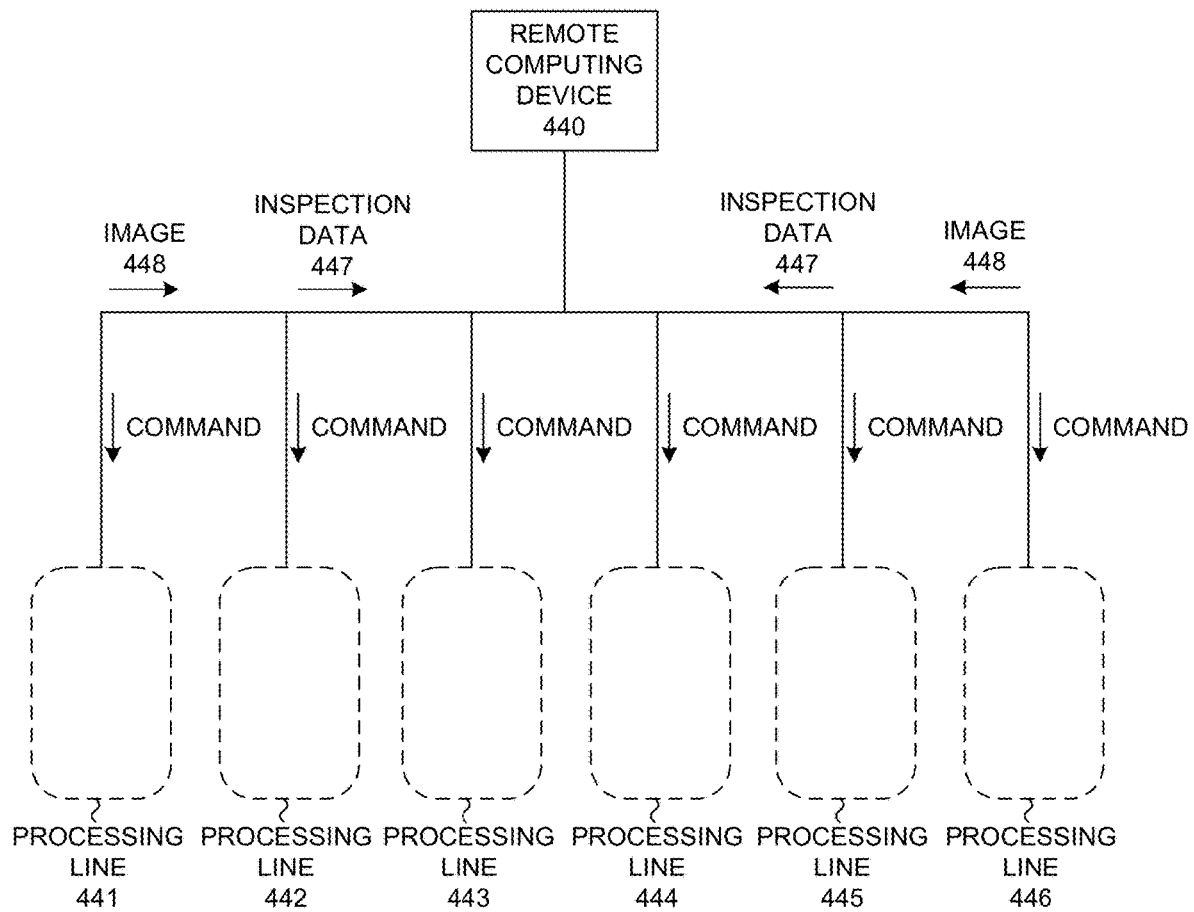 REMOTE
COMPUTING
DEVICE
440
IMAGE
448
INSPECTION
DATA
447
INSPECTION
DATA
447
IMAGE
448
COMMAND
COMMAND
COMMAND
COMMAND
COMMAND
COMMAND
PROCESSING
LINE
441
PROCESSING
LINE
442
PROCESSING
LINE
443
PROCESSING
LINE
444
PROCESSING
LINE
445
PROCESSING
LINE
446